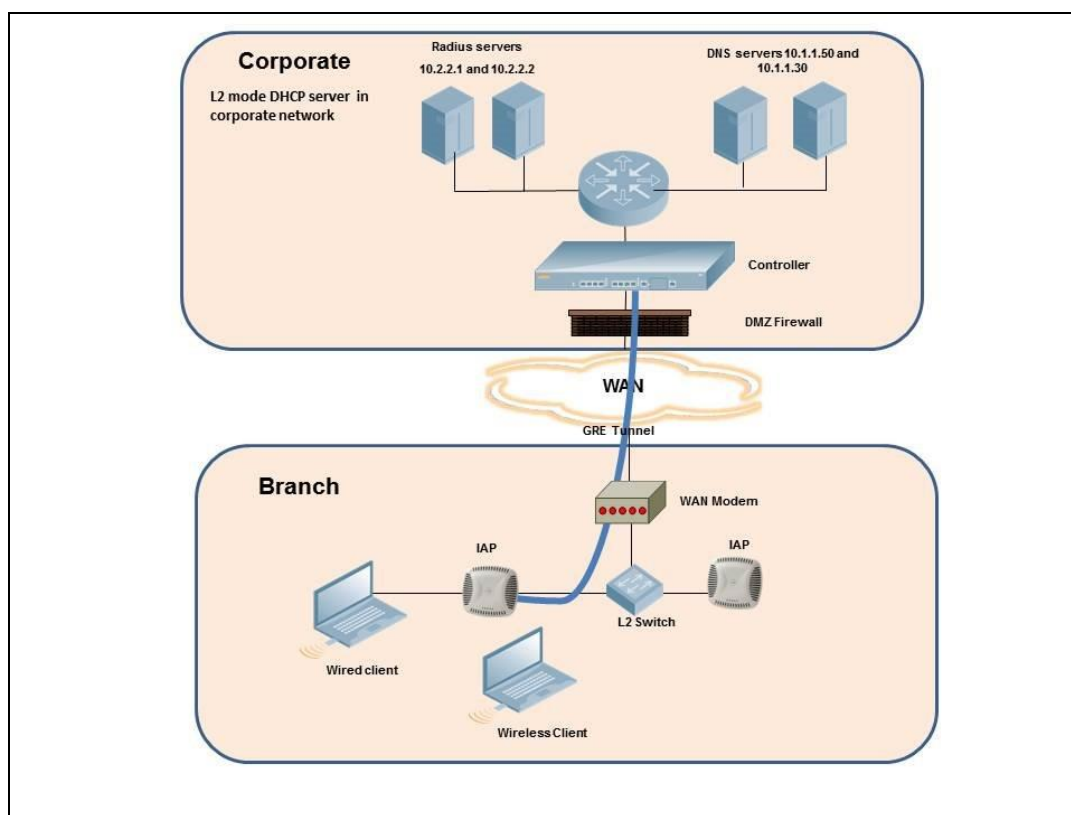 Corporate
L2 mode DHCP server in
corporate network
Radius servers
10.2.2.1 and 10.2.2.2
DNS servers 10.1.1.50 and
10.1.1.30
Controller
DMZ Firewall
WAN
GRE Tunnel
Branch
WAN Modem
IAP
IAP
L2 Switch
Wired client
Wireless Client